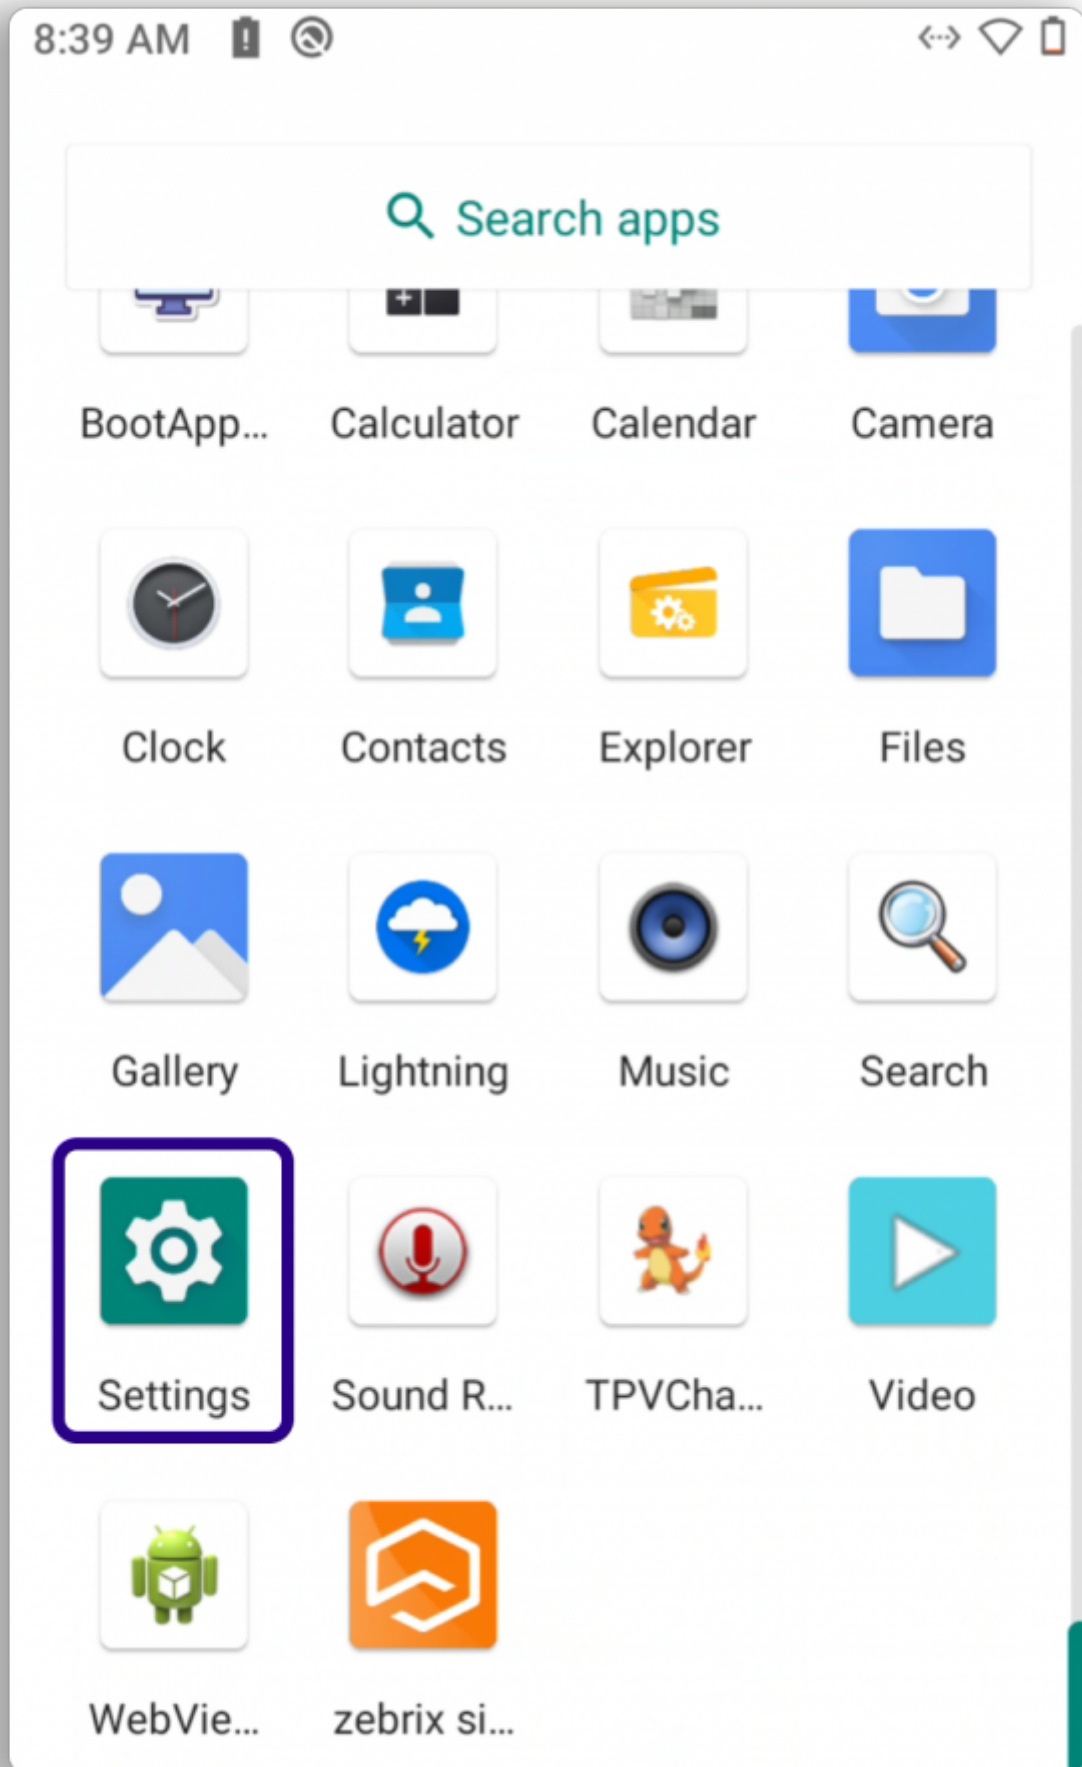 8:39 AM
Search apps
BootApp... Calculator Calendar Camera
Clock Contacts Explorer Files
Gallery Lightning Music Search
Settings Sound R... TPVCha... Video
WebVie... zebrix si...